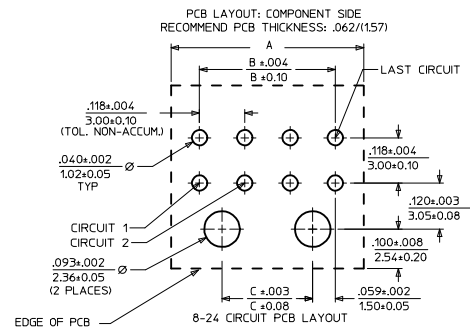 PCB LAYOUT: COMPONENT SIDE
RECOMMEND PCB THICKNESS: .062/(1.57)
A
B ±.004
B ±0.10
LAST CIRCUIT
.118±.004
3.00±0.10
(TOL. NON-ACCUM.)
.040±.002
1.02±0.05
TYP
Ø
.118±.004
3.00±0.10
.120±.003
3.05±0.08
CIRCUIT 1
CIRCUIT 2
.093±.002
2.36±0.05
(2 PLACES)
Ø
.100±.008
2.54±0.20
C ±.003
C ±0.08
.059±.002
1.50±0.05
EDGE OF PCB
8-24 CIRCUIT PCB LAYOUT